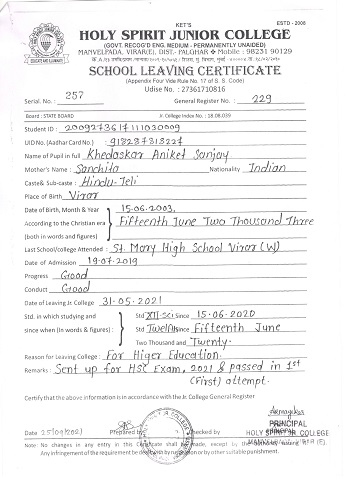 KET'S
ESTD - 2008
HOLY SPIRIT JUNIOR COLLEGE
(GOVT. RECOG'D ENG. MEDIUM - PERMANENTLY UNAIDED)
MANVELPADA, VIRAR(E), DIST. PALGHAR Mobile : 98231 90129
SCHOOL LEAVING CERTIFICATE
(Appendix Four Vide Rule No. 17 of S. S. Code)
Udise No. : 27361710816
Serial No. : 257 General Register No. : 229
Board : STATE BOARD Jr. College Index No. : 18.08.039
Student ID : 2009273617111030009
UID No. (Aadhar Card No.) : 918287313227
Name of Pupil in full Khedaskar Aniket Sanjay
Mother's Name : Sanchita Nationality Indian
Caste & Sub-caste : Hindu-Teli
Place of Birth Virar
Date of Birth, Month & Year 15.06.2003,
According to the Christian era Fifteenth June Two Thousand Three
(both in words and figures)
Last School/college Attended : St. Mary High School Virar (W)
Date of Admission 19.07.2019
Progress Good
Conduct Good
Date of Leaving Jr. College 31.05.2021
Std. in which studying and Std XII-Sci Since 15.06.2020
since when (In words & figures) : Std Twelth Since Fifteenth June
Two Thousand and Twenty.
Reason for Leaving College : For Higer Education.
Remarks : Sent up for HSC Exam, 2021 & passed in 1st
(First) attempt.
Certify that the above information is in accordance with the Jr. College General Register
Date 25/09/2021 Prepared by Checked by PRINCIPAL
HOLY SPIRIT JR COLLEGE
Note : No changes in any entry in this Certificate shall be made, except by the authority issuing it.
Any infringement of the requirement be dealt with by rustication or by other suitable punishment.